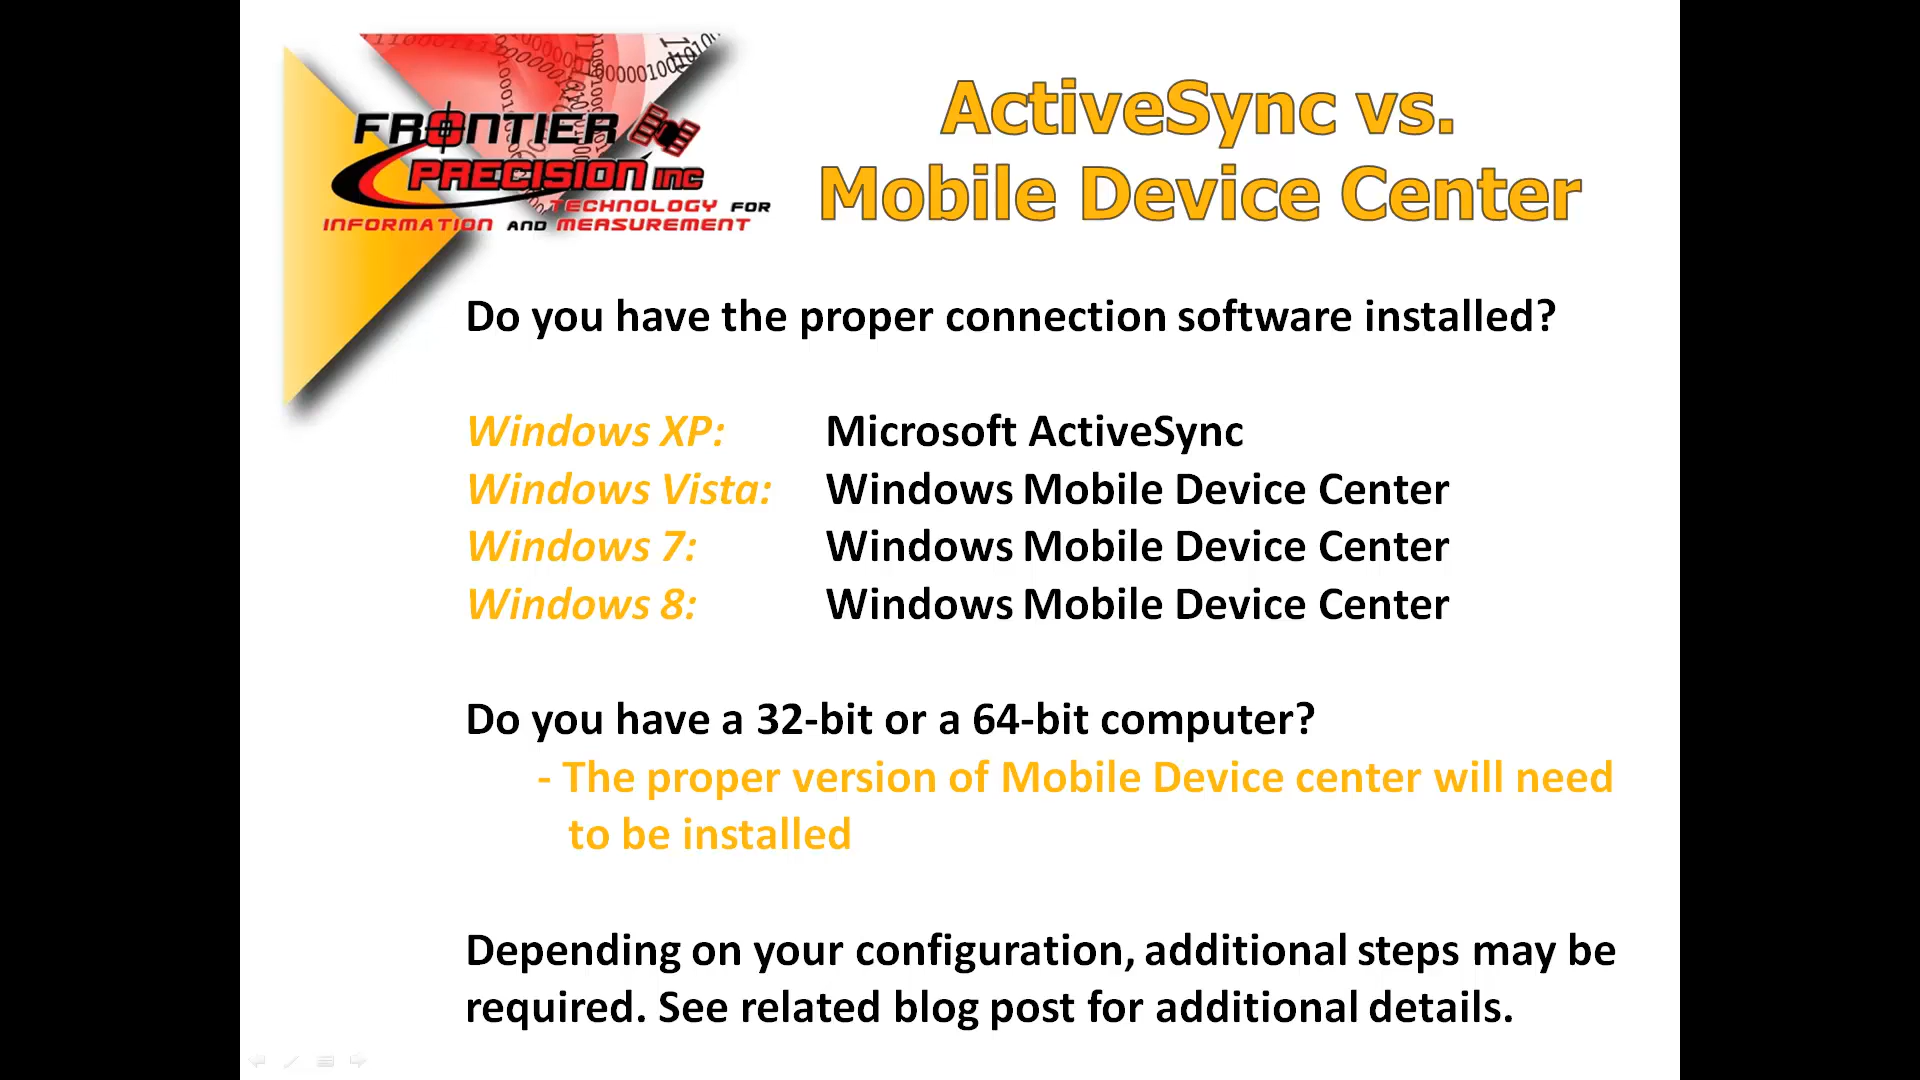 FRONTIER
PRECISION INC
TECHNOLOGY FOR
INFORMATION AND MEASUREMENT
ActiveSync vs.
Mobile Device Center
Do you have the proper connection software installed?
Windows XP: Microsoft ActiveSync
Windows Vista: Windows Mobile Device Center
Windows 7: Windows Mobile Device Center
Windows 8: Windows Mobile Device Center
Do you have a 32-bit or a 64-bit computer?
- The proper version of Mobile Device center will need
to be installed
Depending on your configuration, additional steps may be
required. See related blog post for additional details.